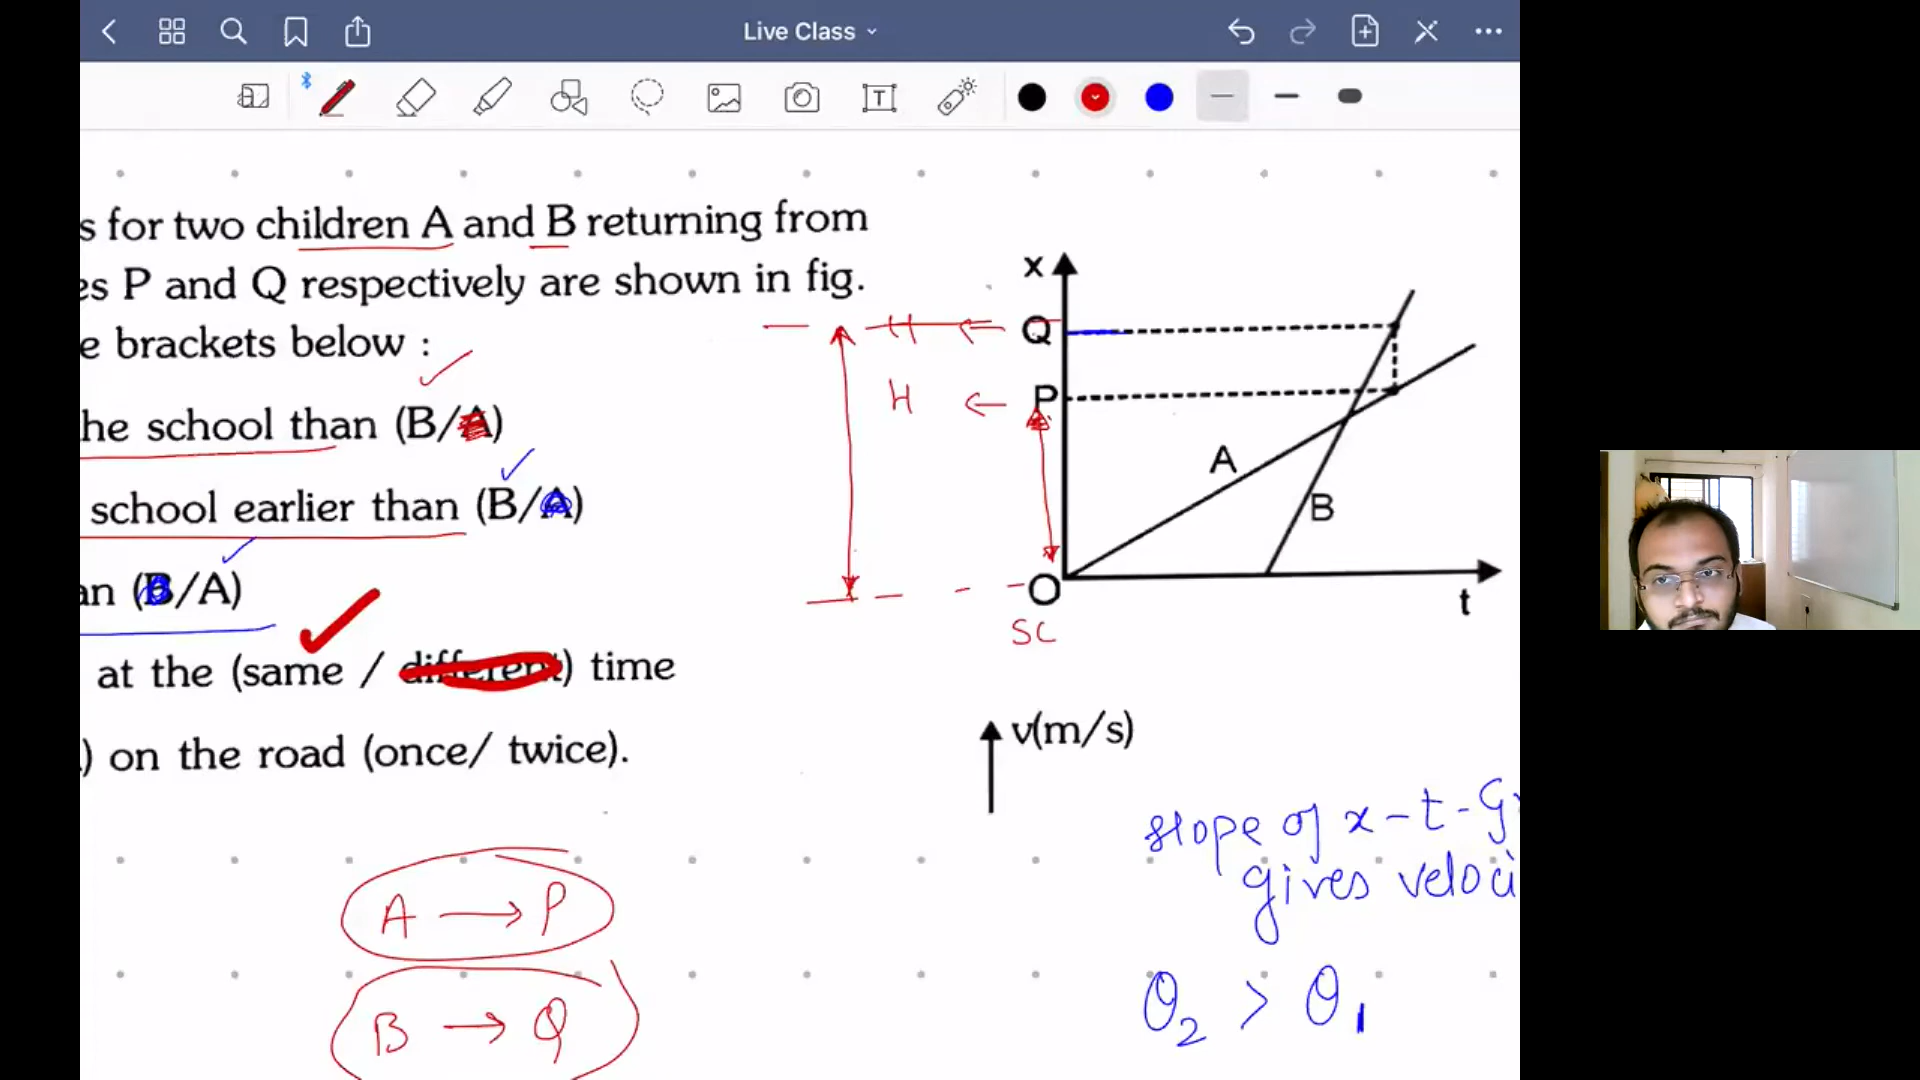 Live Class
T
s for two children A and B returning from
es P and Q respectively are shown in fig.
e brackets below :
he school than (B/A)
school earlier than (B/A)
an (B/A)
at the (same / different) time
) on the road (once/ twice).
x
Q
H
P
H
A
B
O
t
SC
v(m/s)
slope of x-t-G
gives veloci
A → P
B → Q
θ2 > θ1